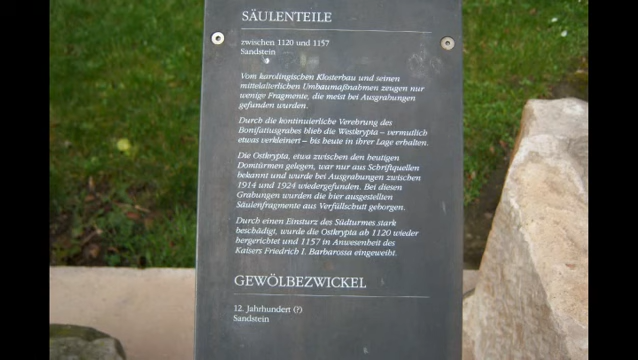 SÄULENTEILE
zwischen 1120 und 1157
Sandstein
Vom karolingischen Klosterbau und seinen
mittelalterlichen Umbaumaßnahmen zeugen nur
wenige Fragmente, die meist bei Ausgrabungen
gefunden wurden.
Durch die kontinuierliche Verehrung des
Bonifatiusgrabes blieb die Westkrypta – vermutlich
etwas verkleinert – bis heute in ihrer Lage erhalten.
Die Ostkrypta, etwa zwischen den heutigen
Domtürmen gelegen, war nur aus Schriftquellen
bekannt und wurde bei Ausgrabungen zwischen
1914 und 1924 wiedergefunden. Bei diesen
Grabungen wurden die hier ausgestellten
Säulenfragmente aus Verfüllschutt geborgen.
Durch einen Einsturz des Südturmes stark
beschädigt, wurde die Ostkrypta ab 1120 wieder
hergerichtet und 1157 in Anwesenheit des
Kaisers Friedrich I. Barbarossa eingeweiht.
GEWÖLBEZWICKEL
12. Jahrhundert (?)
Sandstein